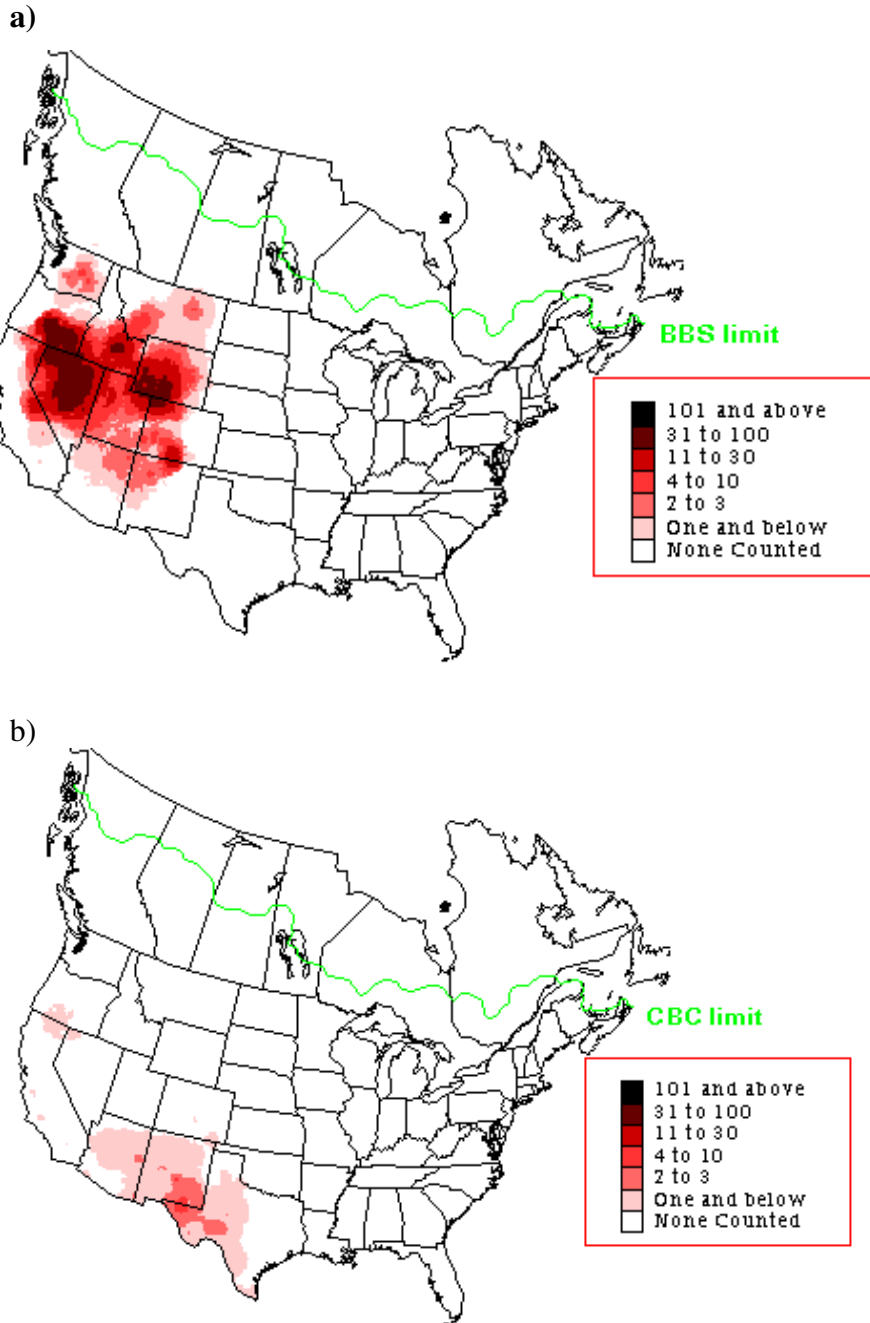 a)
BBS limit
101 and above
31 to 100
11 to 30
4 to 10
2 to 3
One and below
None Counted
b)
CBC limit
101 and above
31 to 100
11 to 30
4 to 10
2 to 3
One and below
None Counted